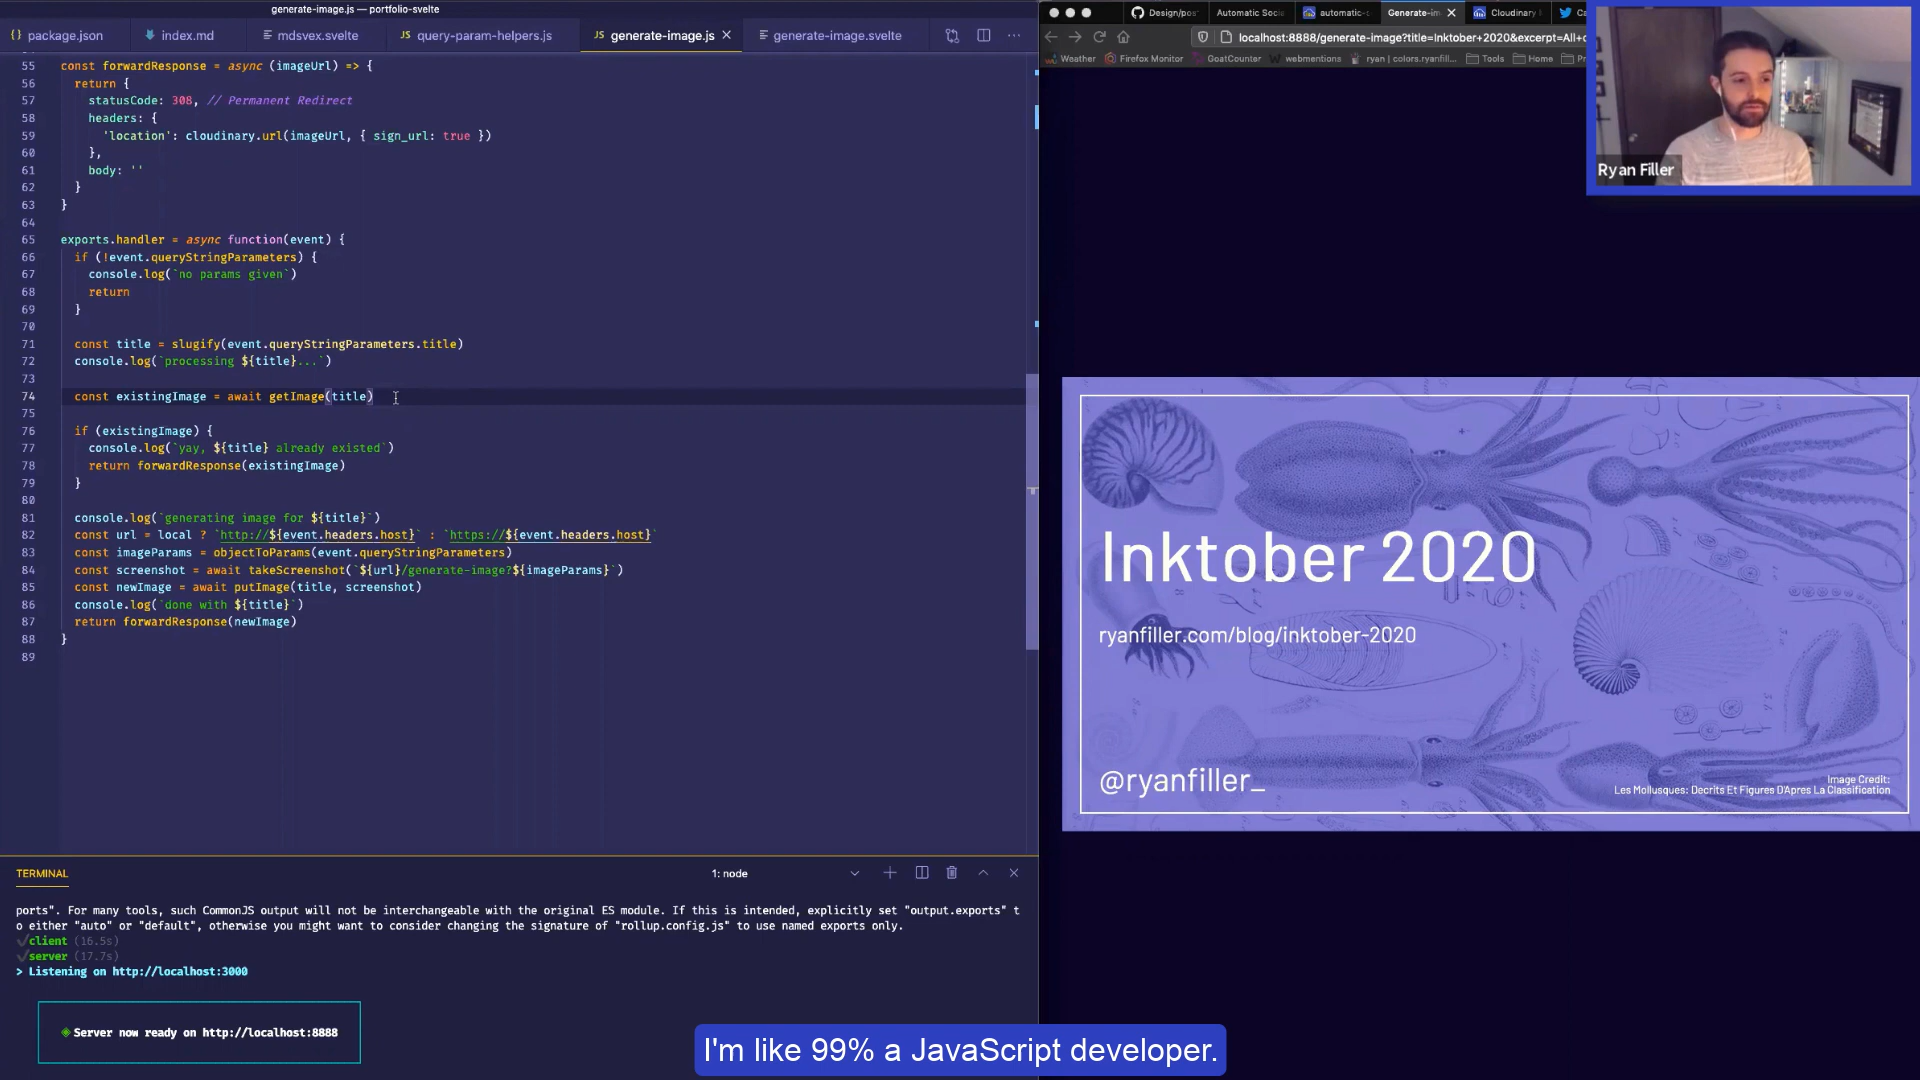 generate-image.js — portfolio-svelte
{} package.json
index.md
mdsvex.svelte
JS query-param-helpers.js
JS generate-image.js
generate-image.svelte
55 const forwardResponse = async (imageUrl) => {
56 return {
57 statusCode: 308, // Permanent Redirect
58 headers: {
59 'location': cloudinary.url(imageUrl, { sign_url: true })
60 },
61 body: ''
62 }
63 }
64
65 exports.handler = async function(event) {
66 if (!event.queryStringParameters) {
67 console.log(`no params given`)
68 return
69 }
70
71 const title = slugify(event.queryStringParameters.title)
72 console.log(`processing ${title}...`)
73
74 const existingImage = await getImage(title)
75
76 if (existingImage) {
77 console.log(`yay, ${title} already existed`)
78 return forwardResponse(existingImage)
79 }
80
81 console.log(`generating image for ${title}`)
82 const url = local ? `http://${event.headers.host}` : `https://${event.headers.host}`
83 const imageParams = objectToParams(event.queryStringParameters)
84 const screenshot = await takeScreenshot(`${url}/generate-image?${imageParams}`)
85 const newImage = await putImage(title, screenshot)
86 console.log(`done with ${title}`)
87 return forwardResponse(newImage)
88 }
89
TERMINAL
1: node
ports". For many tools, such CommonJS output will not be interchangeable with the original ES module. If this is intended, explicitly set "output.exports" t
o either "auto" or "default", otherwise you might want to consider changing the signature of "rollup.config.js" to use named exports only.
✓client (16.5s)
✓server (17.7s)
> Listening on http://localhost:3000
Server now ready on http://localhost:8888
Design/pos
Automatic Soci
automatic-
Generate-im
Cloudinary
Ca
localhost:8888/generate-image?title=Inktober+2020&excerpt=All+
Weather
Firefox Monitor
GoatCounter
webmentions
ryan | colors.ryanfill...
Tools
Home
Ryan Filler
Inktober 2020
ryanfiller.com/blog/inktober-2020
@ryanfiller_
Image Credit:
Les Mollusques: Decrits Et Figures D'Apres La Classification
I'm like 99% a JavaScript developer.